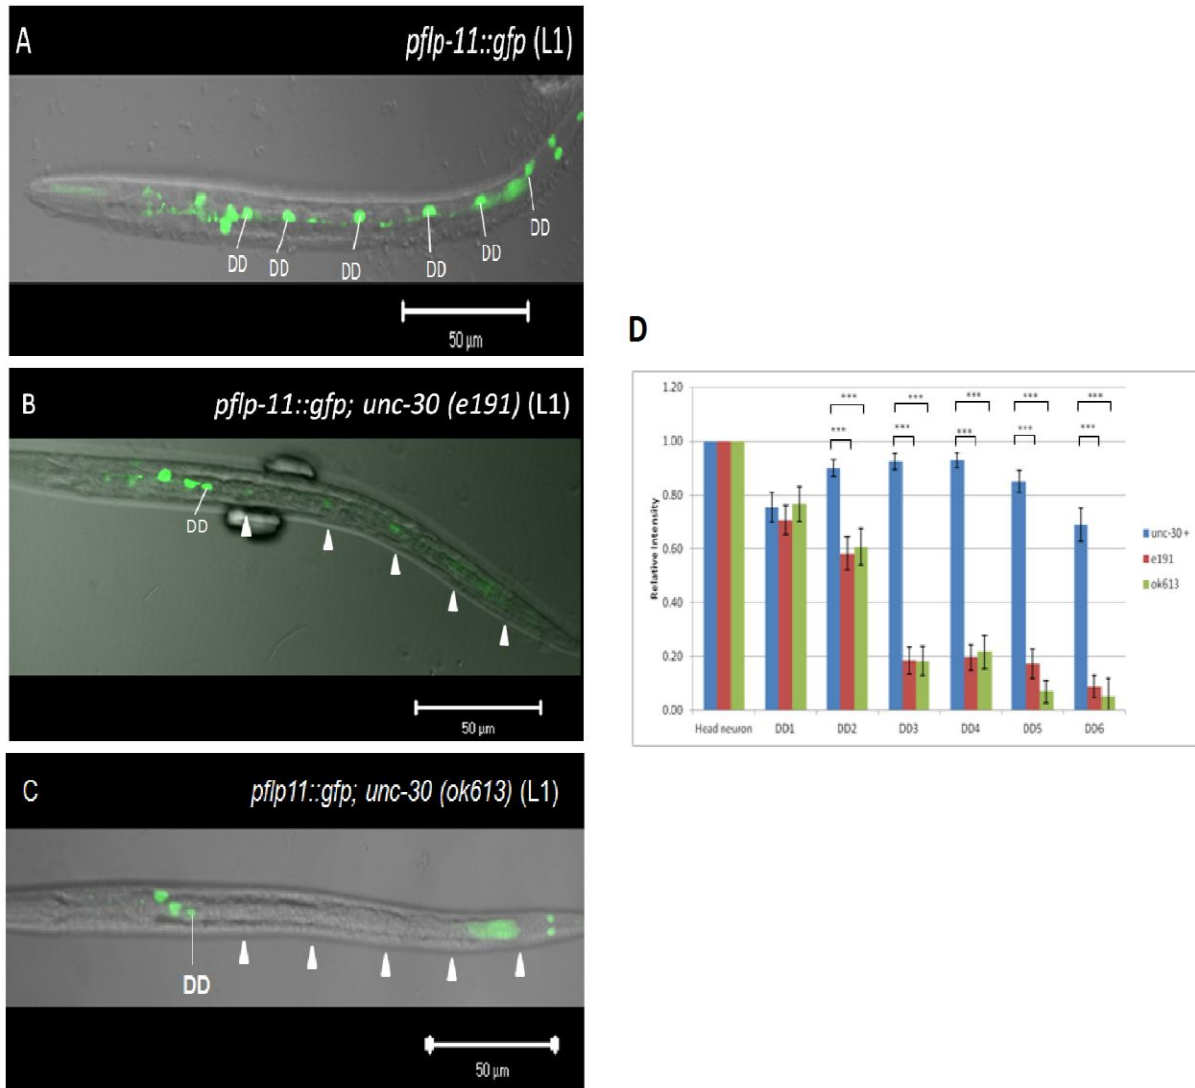 A
pflp-11::gfp (L1)
DD
DD
DD
DD
DD
DD
50 µm
B
pflp-11::gfp; unc-30 (e191) (L1)
DD
50 µm
C
pflp11::gfp; unc-30 (ok613) (L1)
DD
50 µm
D
1.20
1.00
0.80
0.60
0.40
0.20
0.00
Relative Intensity
*** *** *** *** ***
*** *** *** *** ***
Head neuron DD1 DD2 DD3 DD4 DD5 DD6
unc-30 +
e191
ok613